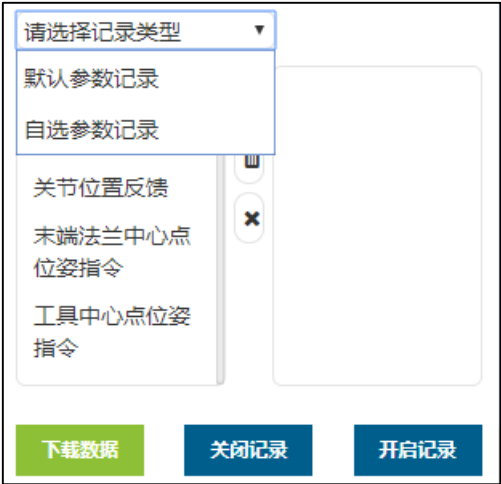 请选择记录类型
默认参数记录
自选参数记录
关节位置反馈
末端法兰中心点
位姿指令
工具中心点位姿
指令
下载数据
关闭记录
开启记录